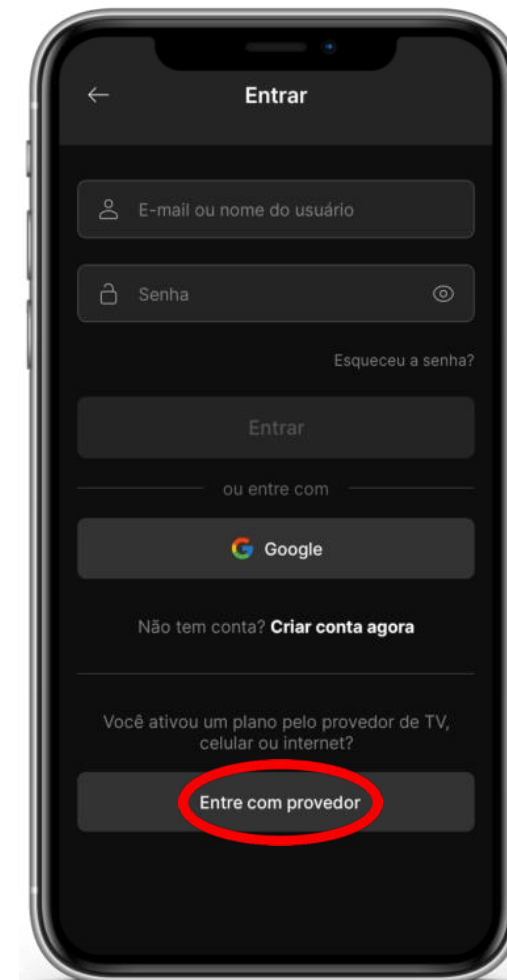 Entrar
E-mail ou nome do usuário
Senha
Esqueceu a senha?
Entrar
ou entre com
Google
Não tem conta? Criar conta agora
Você ativou um plano pelo provedor de TV,
celular ou internet?
Entre com provedor